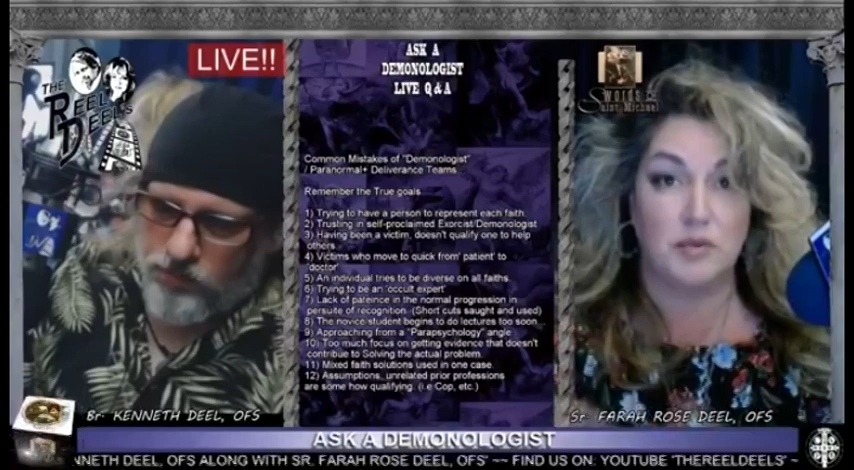 THE
REEL
DEELS
LIVE!!
ASK A
DEMONOLOGIST
LIVE Q & A
Saint Michael
Common Mistakes of "Demonologist"
/ Paranormal+ Deliverance Teams
Remember the True goals
1) Trying to have a person to represent each faith.
2) Trusting in self-proclaimed Exorcist/Demonologist
3) Having been a victim, doesn't qualify one to help
others.
4) Victims who move to quick from' patient' to
'doctor'
5) An individual tries to be diverse on all faiths.
6) Trying to be an 'occult expert'
7) Lack of pateince in the normal progression in
persuite of recognition. (Short cuts saught and used)
8) The novice student begins to do lectures too soon...
9) Approaching from a "Parapsychology" angle
10) Too much focus on getting evidence that doesn't
contribue to Solving the actual problem.
11) Mixed faith solutions used in one case.
12) Assumptions, unrelated prior professions
are some how qualifying. (i.e Cop, etc.)
Br. KENNETH DEEL, OFS
Sr. FARAH ROSE DEEL, OFS
ASK A DEMONOLOGIST
NNETH DEEL, OFS ALONG WITH SR. FARAH ROSE DEEL, OFS" ~~ FIND US ON: YOUTUBE "THEREELDEELS" ~